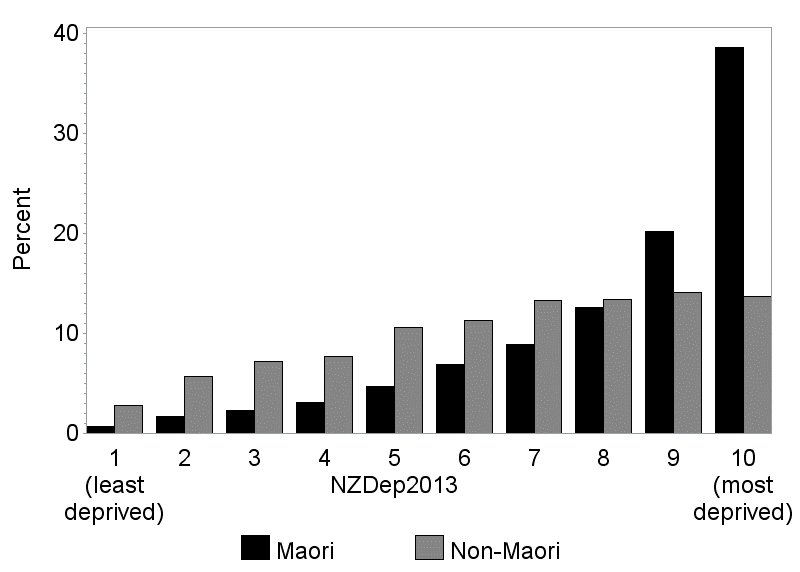 Percent
40
30
20
10
0
1 2 3 4 5 6 7 8 9 10
(least NZDep2013 (most
deprived) deprived)
Maori Non-Maori